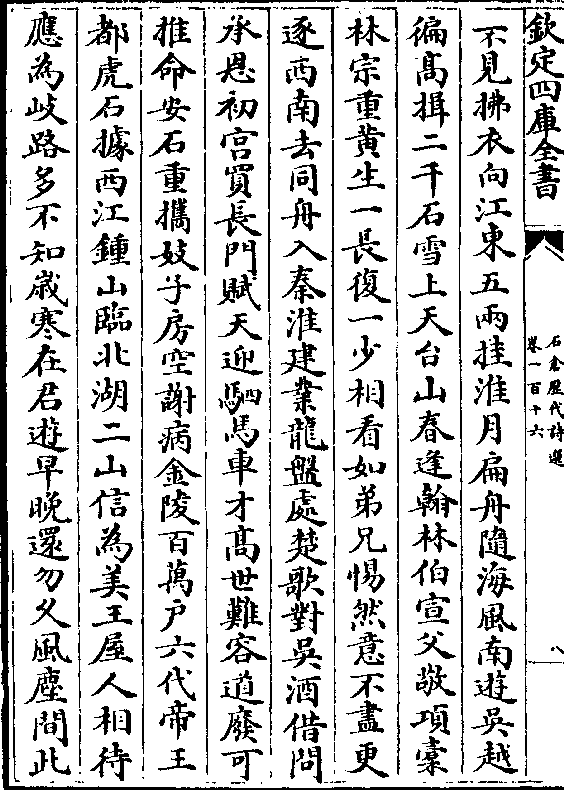 欽定四庫全書
石倉歷代詩選
卷一百十六
八
不見拂衣向江東五兩挂淮月扁舟隨海風南遊吳越
徧髙揖二千石雪上天台山春逢翰林伯宣父敬項橐
林宗重黄生一長復一少相看如弟兄惕然意不盡更
逐西南去同舟入秦淮建業龍盤處楚歌對吳酒借問
承恩初宫買長門賦天迎駟馬車才髙世難容道廢可
推命安石重攜妓子房空謝病金陵百萬户六代帝王
都虎石據西江鍾山臨北湖二山信為美王屋人相待
應為岐路多不知嵗寒在君遊早晚還勿久風塵間此